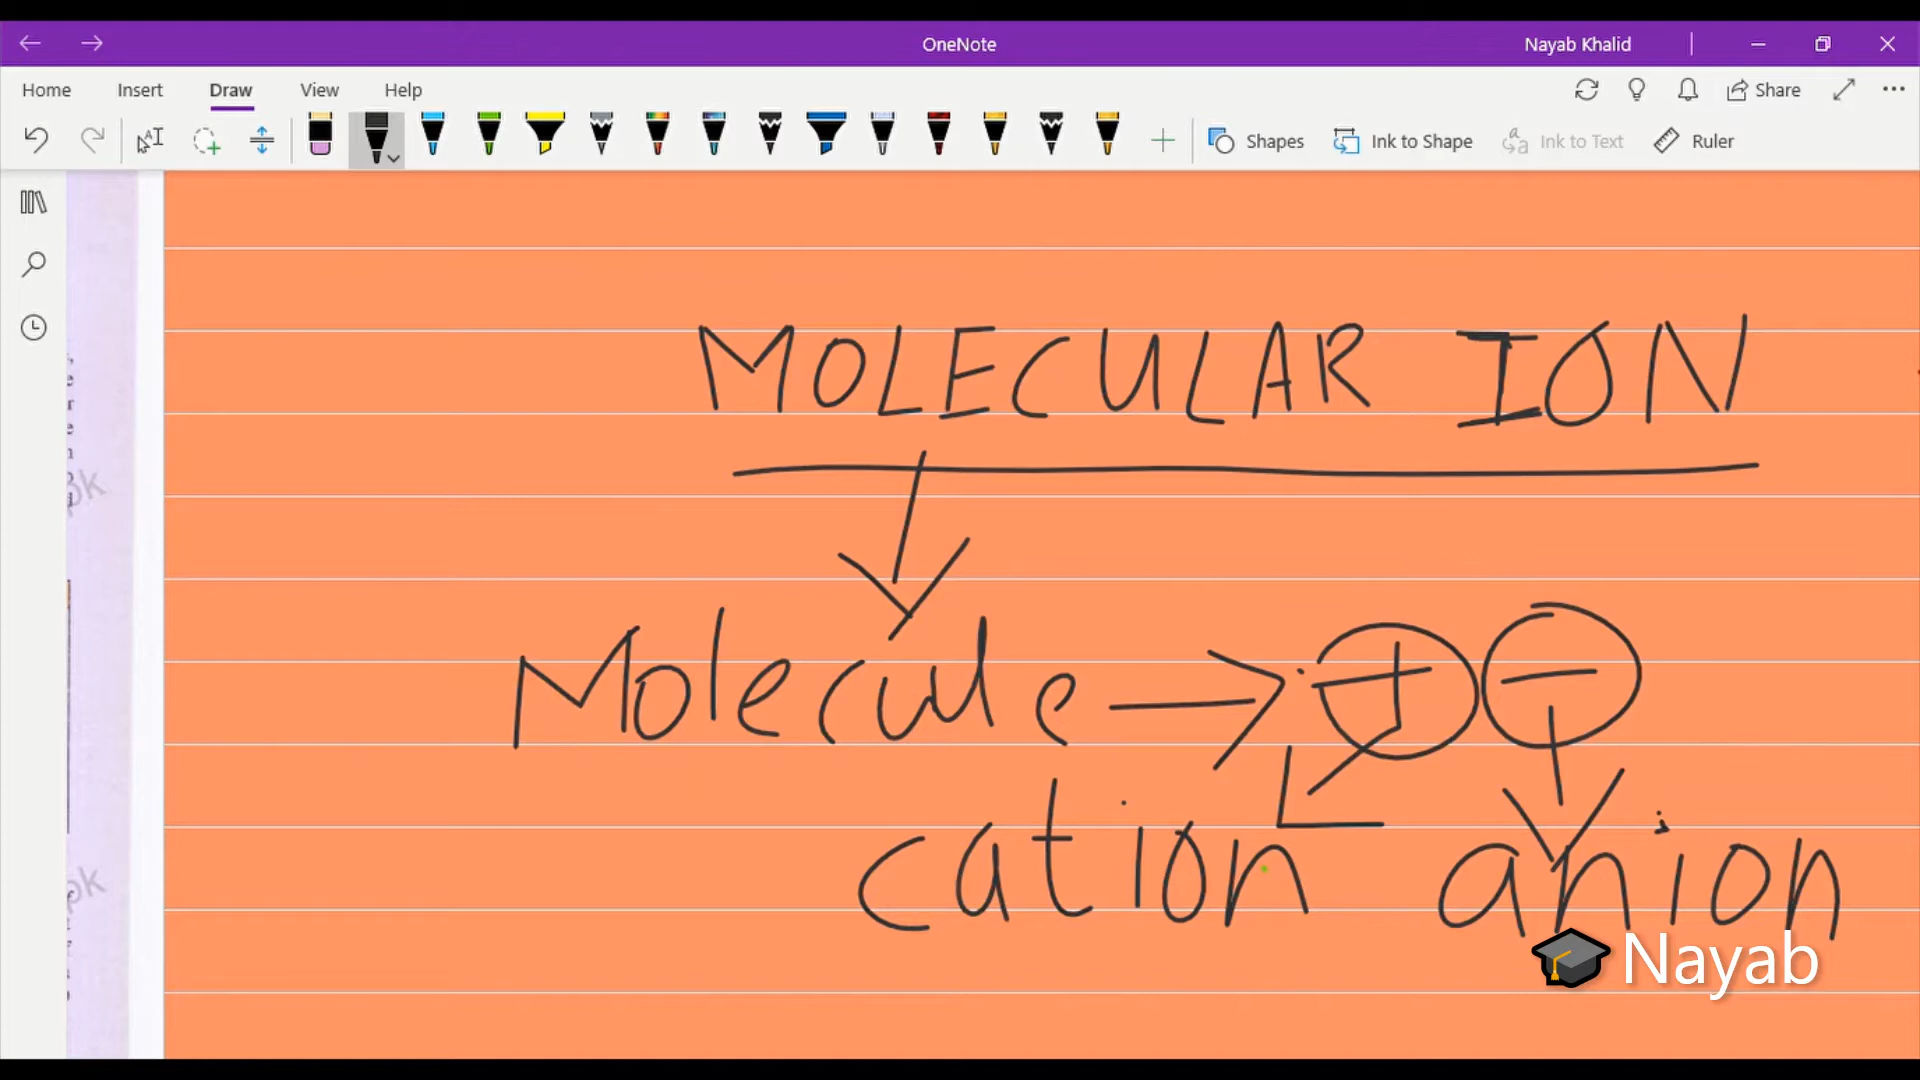 OneNote
Nayab Khalid
Home Insert Draw View Help
Share
Shapes Ink to Shape Ink to Text Ruler
MOLECULAR ION
Molecule → + −
cation anion
Nayab